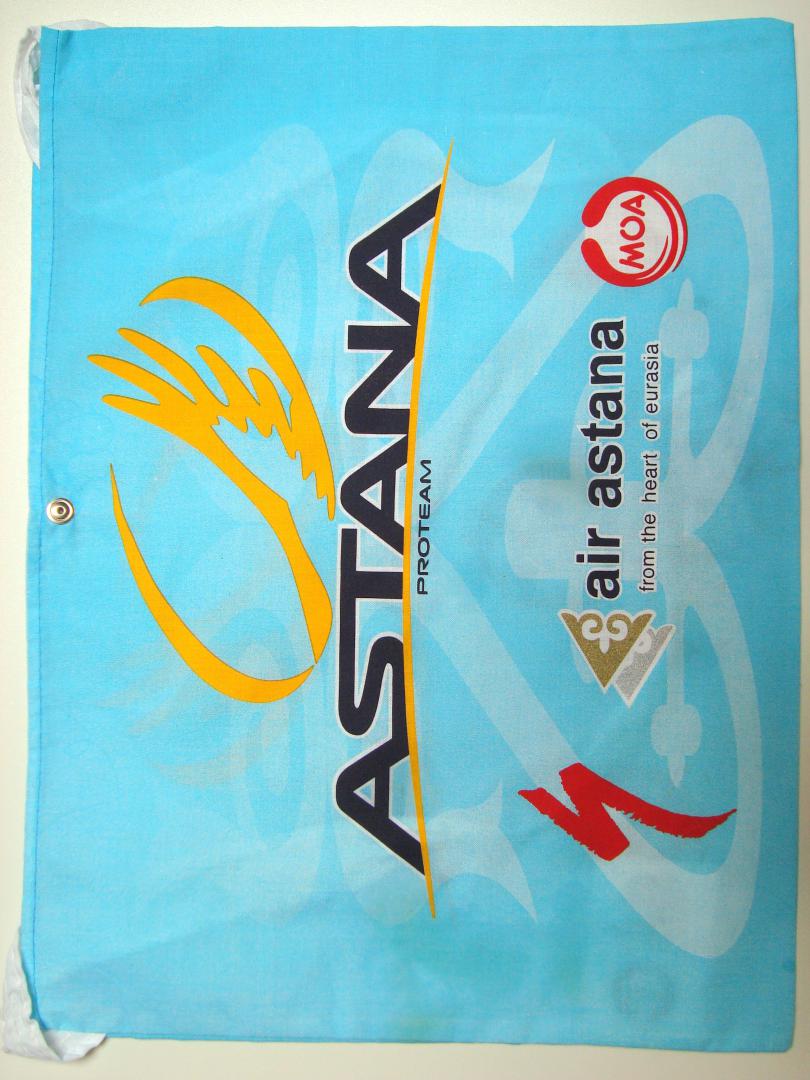 ASTANA
PROTEAM
air astana
from the heart of eurasia
MOA